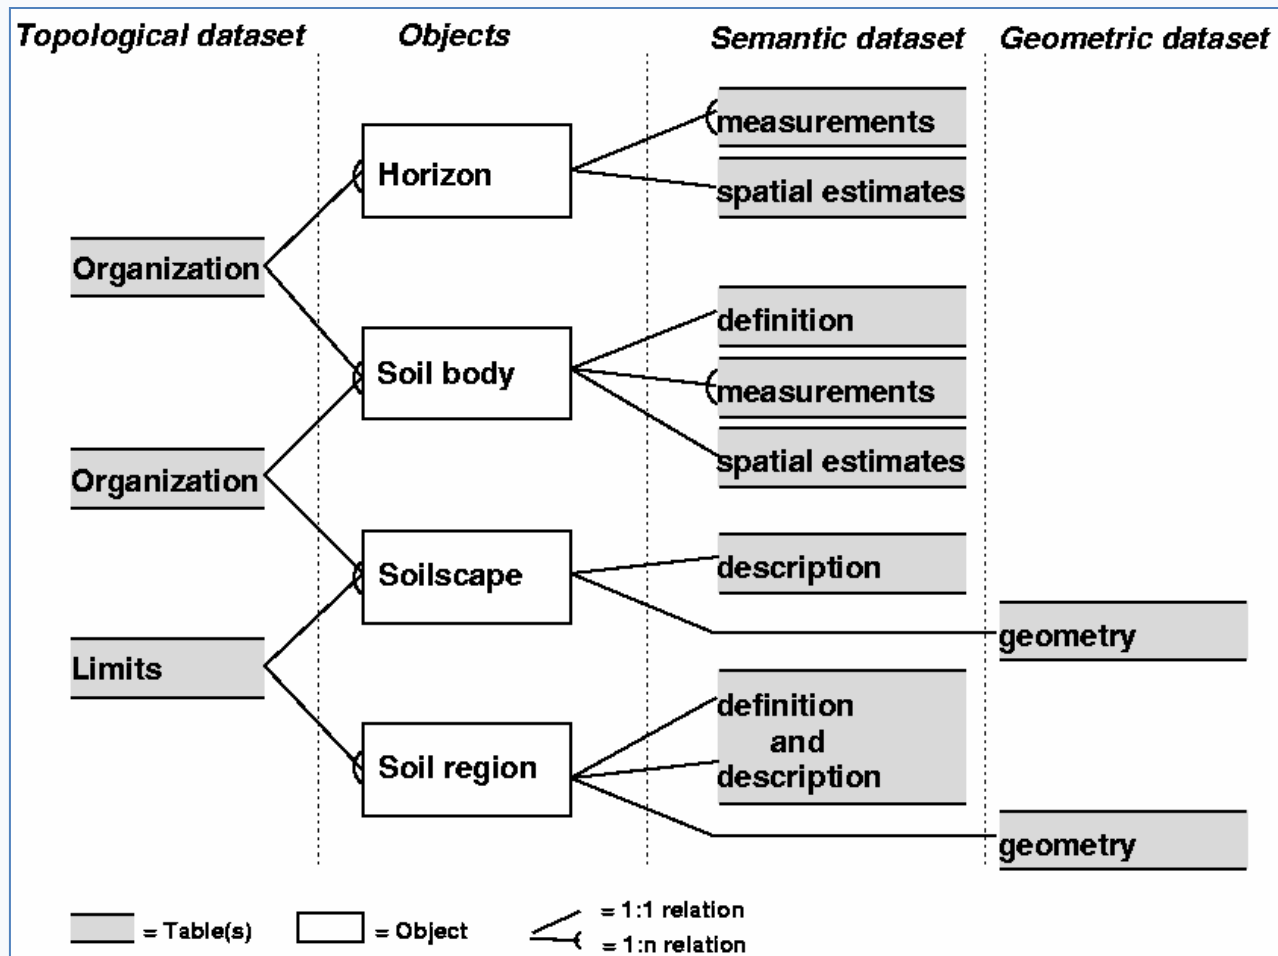 Topological dataset
Objects
Semantic dataset
Geometric dataset
measurements
Horizon
spatial estimates
Organization
definition
Soil body
measurements
spatial estimates
Organization
description
Soilscape
geometry
Limits
definition
and
description
Soil region
geometry
= Table(s)
= Object
= 1:1 relation
= 1:n relation